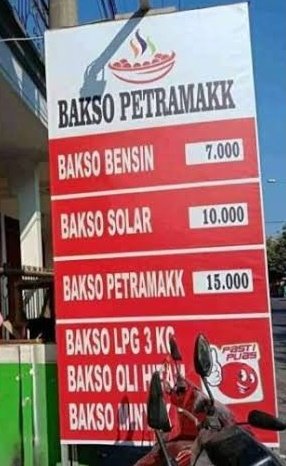 BAKSO PETRAMAKK
BAKSO BENSIN 7.000
BAKSO SOLAR 10.000
BAKSO PETRAMAKK 15.000
BAKSO LPG 3 KG
BAKSO OLI
BAKSO
PASTI
PUAS